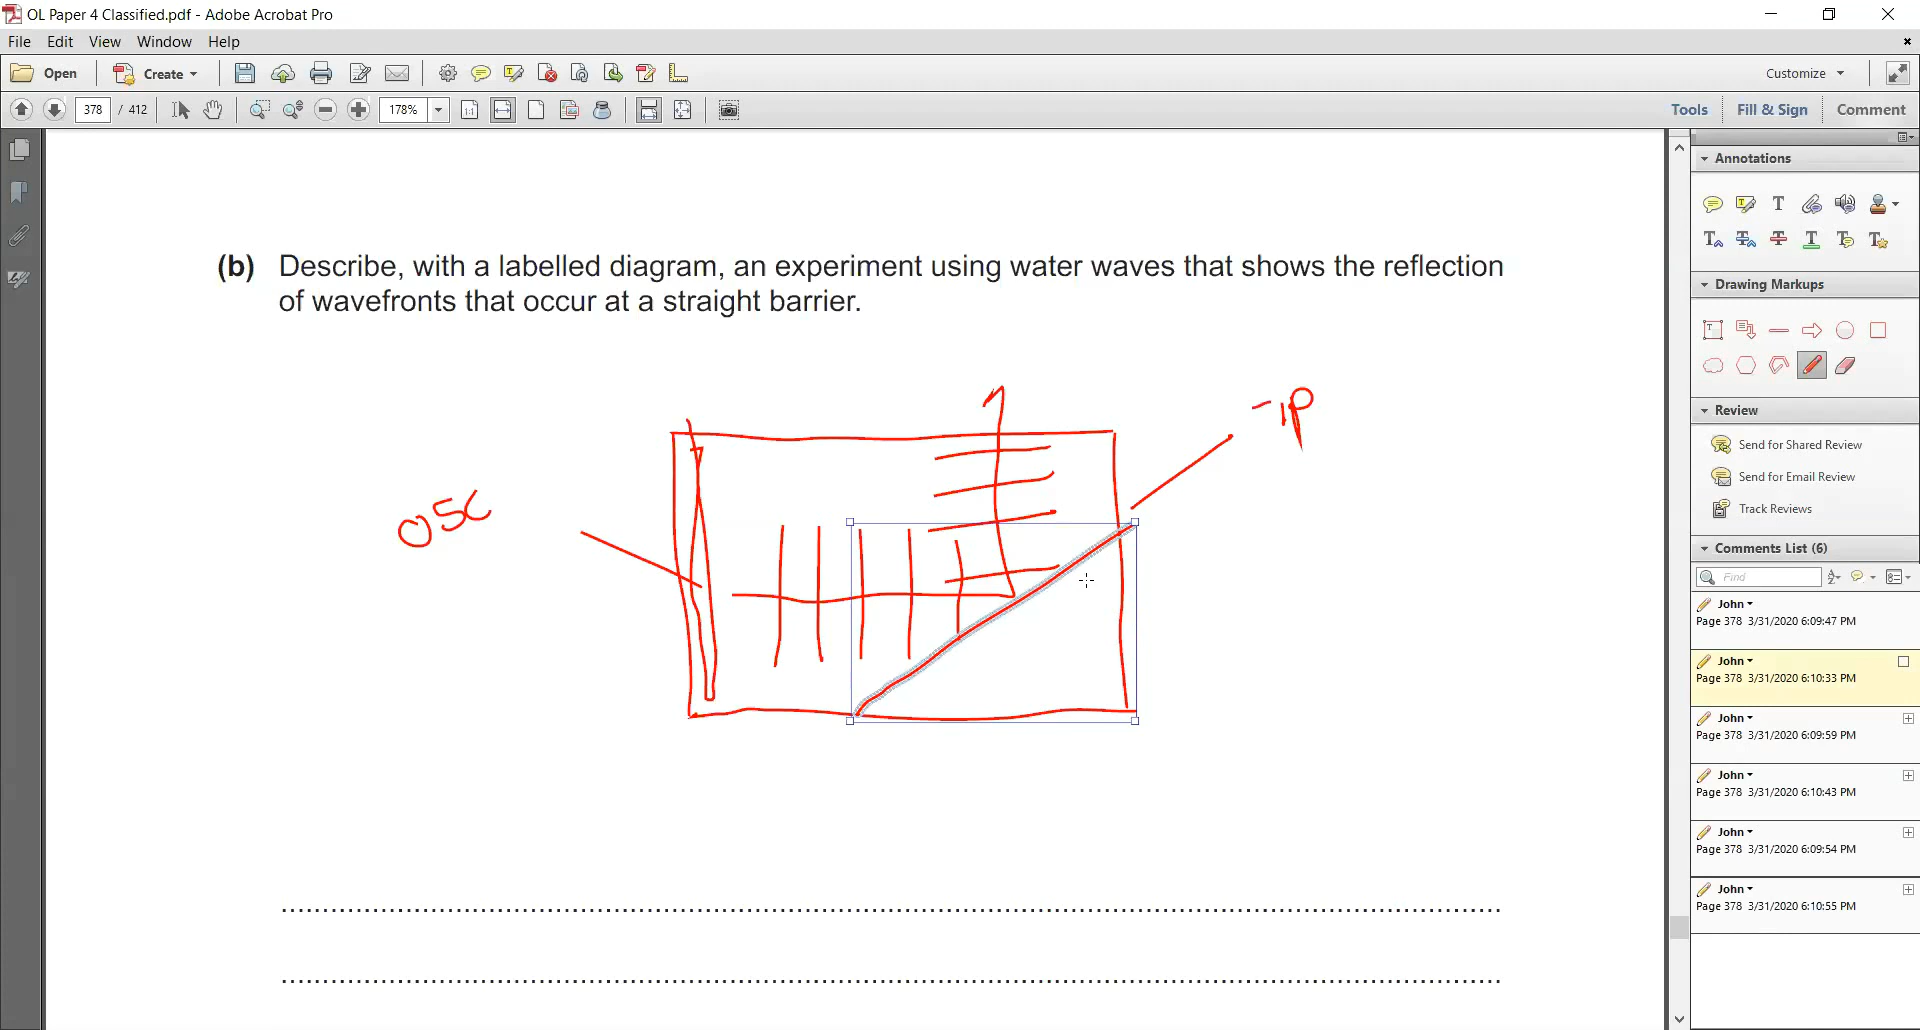 OL Paper 4 Classified.pdf - Adobe Acrobat Pro
File Edit View Window Help
Open Create Customize
378 / 412 178% Tools Fill & Sign Comment
Annotations
(b) Describe, with a labelled diagram, an experiment using water waves that shows the reflection
of wavefronts that occur at a straight barrier.
osc
Drawing Markups
Review
Send for Shared Review
Send for Email Review
Track Reviews
Comments List (6)
Find
John
Page 378 3/31/2020 6:09:47 PM
John
Page 378 3/31/2020 6:10:33 PM
John
Page 378 3/31/2020 6:09:59 PM
John
Page 378 3/31/2020 6:10:43 PM
John
Page 378 3/31/2020 6:09:54 PM
John
Page 378 3/31/2020 6:10:55 PM